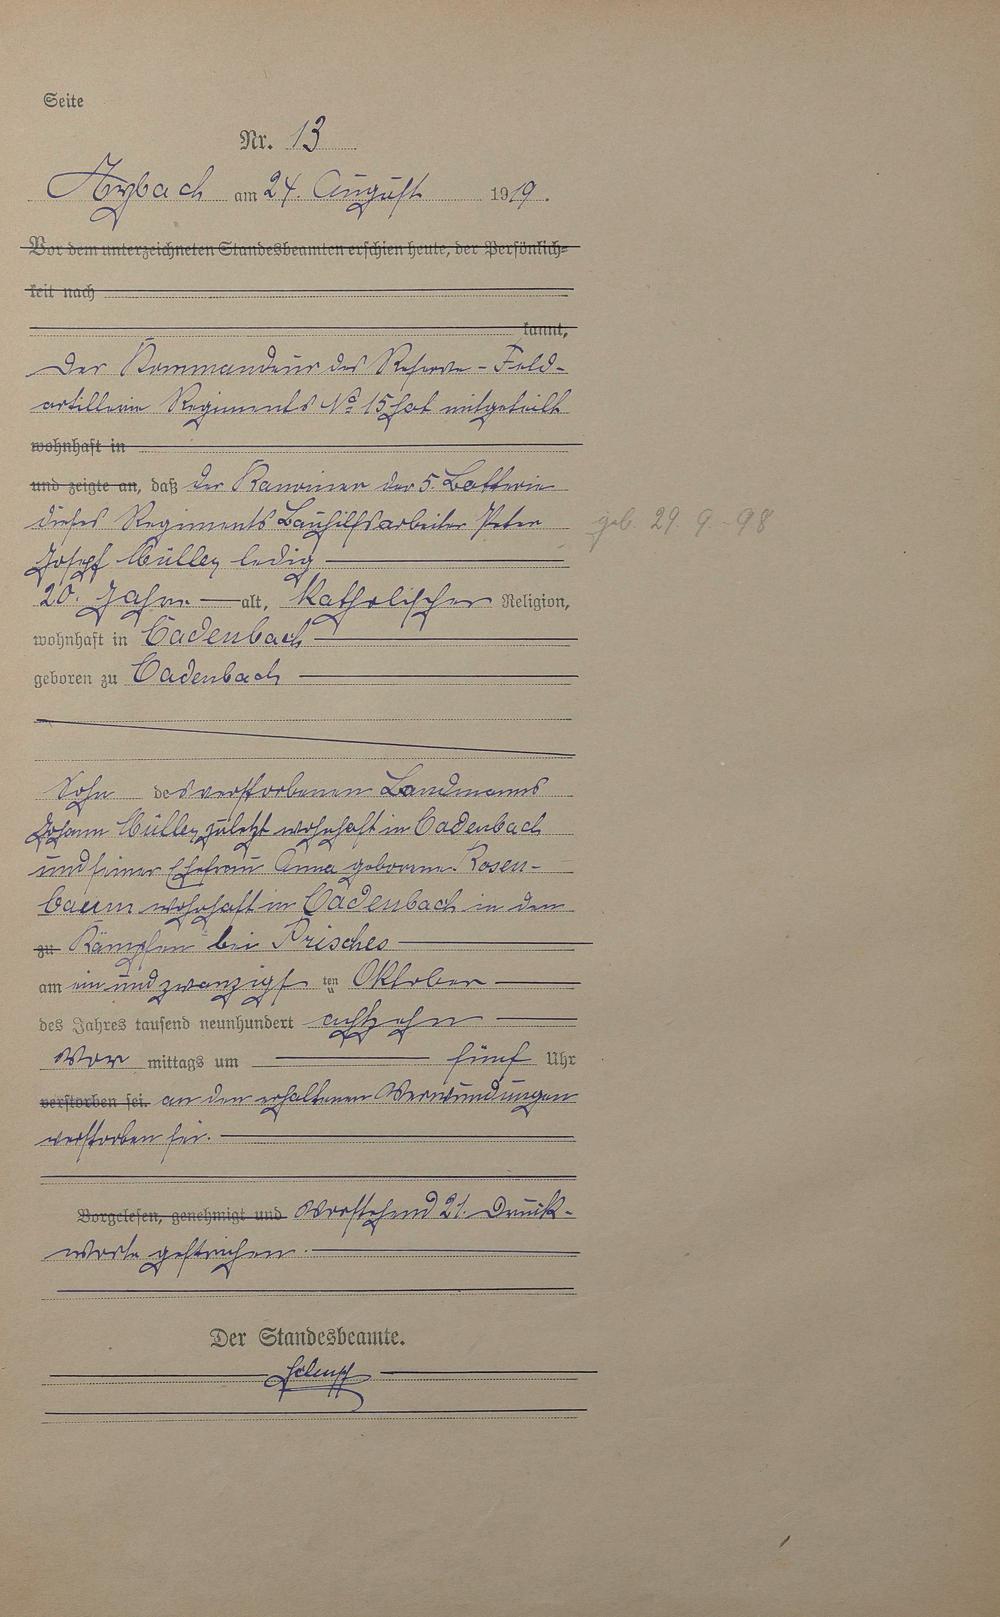 Seite
Nr. 13
Arzbach am 24. August 1919.
Vor dem unterzeichneten Standesbeamten erschien heute, der Persönlich-
keit nach
kannt,
Der Kommandeur des Reserve-Feld-
artillerie Regiments No 15 hat mitgeteilt
wohnhaft in
und zeigte an, daß der Kanonier der 5. Batterie
dieses Regiments Bauhilfsarbeiter Peter
geb. 29. 9. 98
Josef Müller, ledig
20. Jahre alt, katholischer Religion,
wohnhaft in Cadenbach
geboren zu Cadenbach
Sohn des verstorbenen Landmanns
Johann Müller, zuletzt wohnhaft in Cadenbach
und seiner Ehefrau Anna geborene Rosen-
baum wohnhaft in Cadenbach in den
zu Kämpfen bei Prisches
am ein und zwanzigsten Oktober
des Jahres tausend neunhundert achtzehn
Vor mittags um fünf Uhr
verstorben sei. an den erhaltenen Verwundungen
verstorben sei.
Vorgelesen, genehmigt und Vorstehend 21. Druck-
worte gestrichen.
Der Standesbeamte.